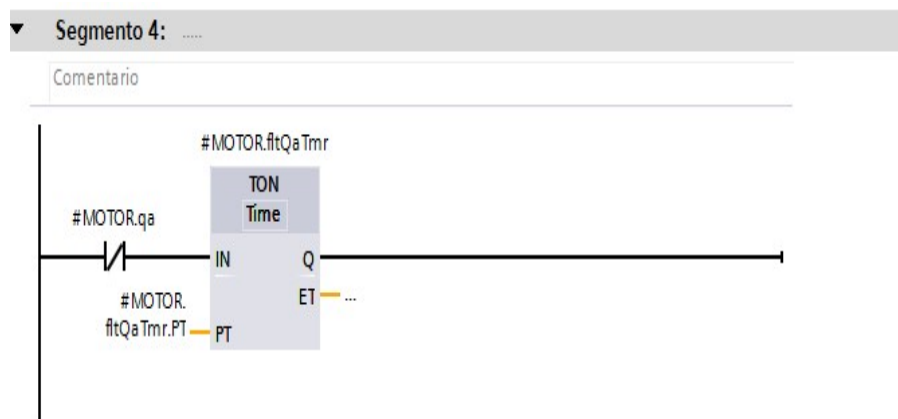 Segmento 4: .....
Comentario
#MOTOR.fltQaTmr
TON
Time
#MOTOR.qa
IN Q
ET ...
#MOTOR.
fltQaTmr.PT
PT